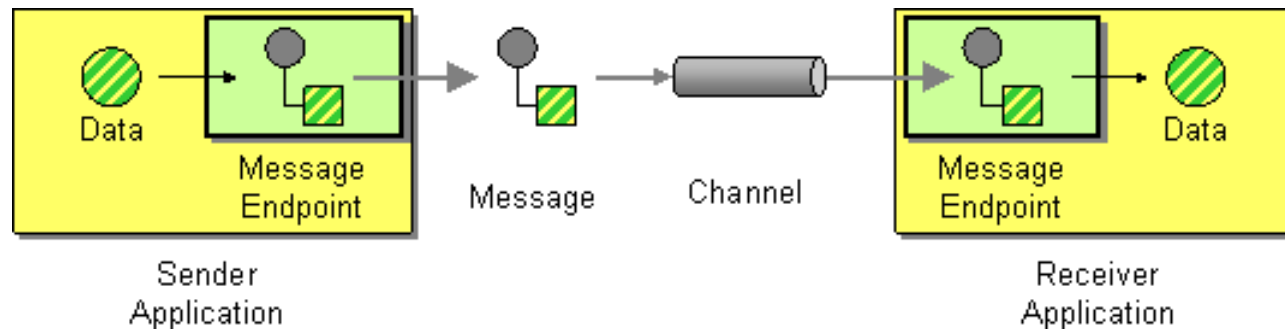 Data
Message
Endpoint
Message
Channel
Message
Endpoint
Data
Sender
Application
Receiver
Application